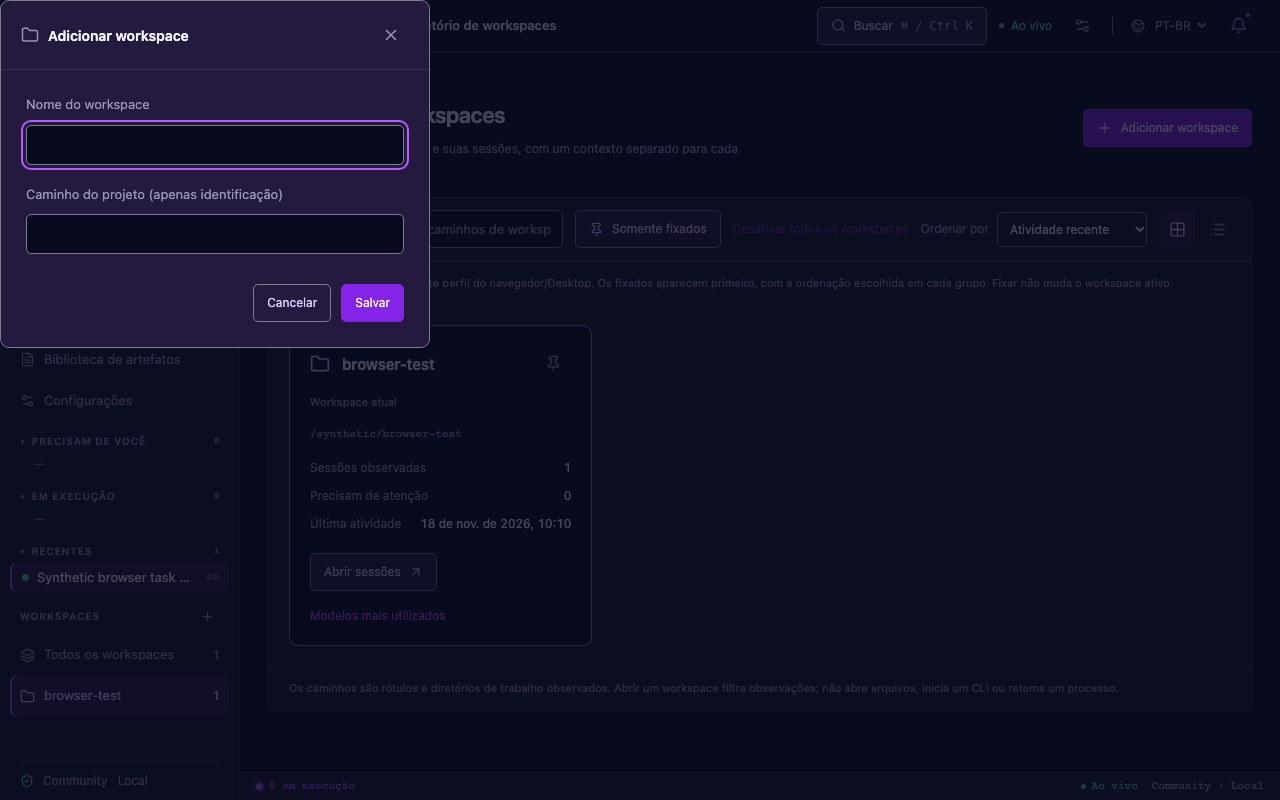 Adicionar workspace
Nome do workspace
Caminho do projeto (apenas identificação)
Cancelar
Salvar
etório de workspaces
Buscar ⌘ / Ctrl K
Ao vivo
PT-BR
kspaces
e suas sessões, com um contexto separado para cada
Adicionar workspace
caminhos de worksp
Somente fixados
Desafixar todos os workspaces
Ordenar por
Atividade recente
te perfil do navegador/Desktop. Os fixados aparecem primeiro, com a ordenação escolhida em cada grupo. Fixar não muda o workspace ativo.
Biblioteca de artefatos
Configurações
PRECISAM DE VOCÊ 0
—
EM EXECUÇÃO 0
—
RECENTES 1
Synthetic browser task ... 4m
WORKSPACES
Todos os workspaces 1
browser-test 1
Community · Local
browser-test
Workspace atual
/synthetic/browser-test
Sessões observadas 1
Precisam de atenção 0
Última atividade 18 de nov. de 2026, 10:10
Abrir sessões
Modelos mais utilizados
Os caminhos são rótulos e diretórios de trabalho observados. Abrir um workspace filtra observações; não abre arquivos, inicia um CLI ou retoma um processo.
0 em execução
Ao vivo
Community · Local